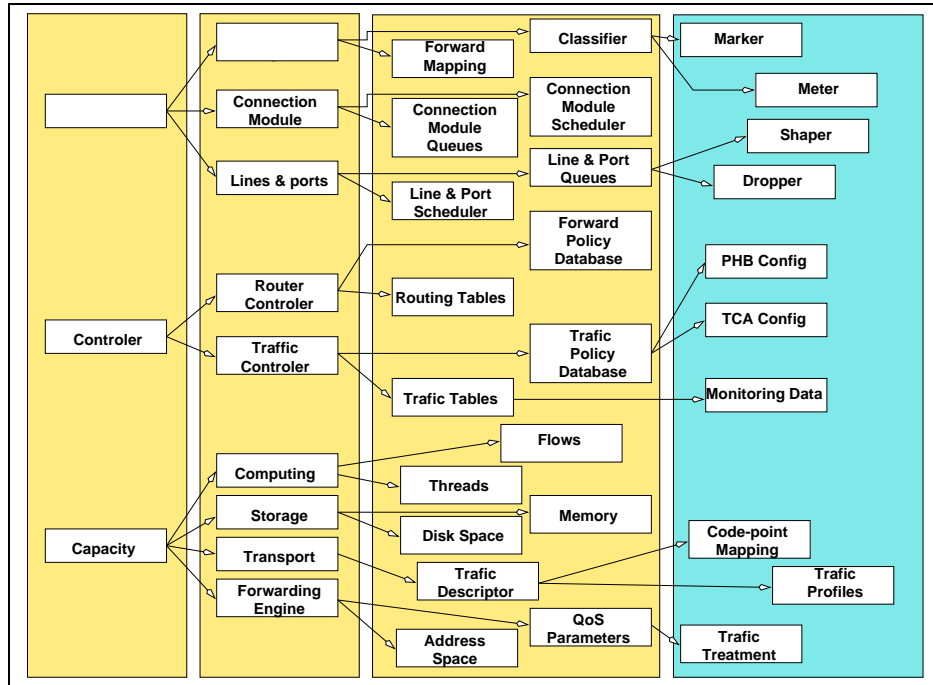 Controler
Capacity
Connection
Module
Lines & ports
Router
Controler
Traffic
Controler
Computing
Storage
Transport
Forwarding
Engine
Classifier
Forward
Mapping
Connection
Module
Scheduler
Connection
Module
Queues
Line & Port
Queues
Line & Port
Scheduler
Forward
Policy
Database
Routing Tables
Trafic
Policy
Database
Trafic Tables
Flows
Threads
Memory
Disk Space
Trafic
Descriptor
QoS
Parameters
Address
Space
Marker
Meter
Shaper
Dropper
PHB Config
TCA Config
Monitoring Data
Code-point
Mapping
Trafic
Profiles
Trafic
Treatment